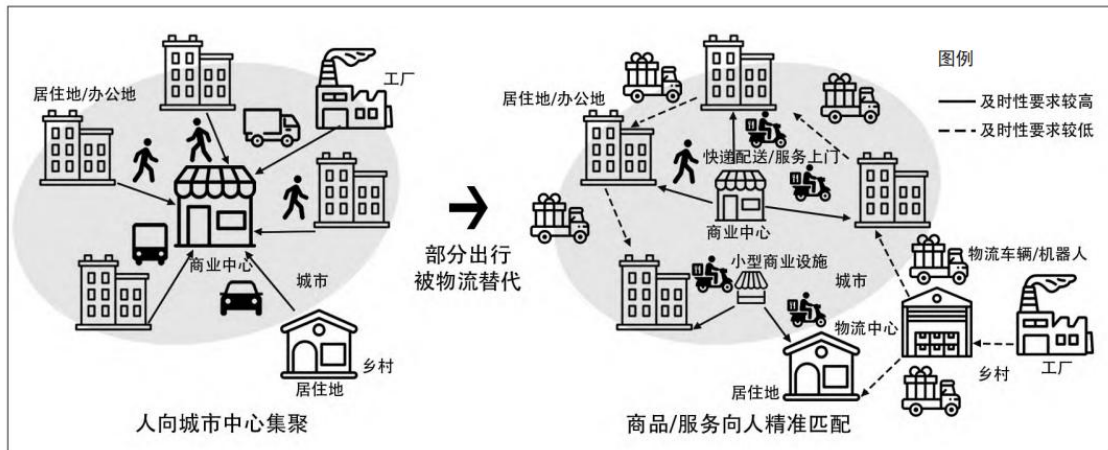 居住地/办公地
工厂
商业中心
城市
乡村
居住地
人向城市中心集聚
部分出行
被物流替代
图例
及时性要求较高
及时性要求较低
居住地/办公地
快递配送/服务上门
商业中心
小型商业设施
城市
物流车辆/机器人
物流中心
乡村
工厂
居住地
商品/服务向人精准匹配